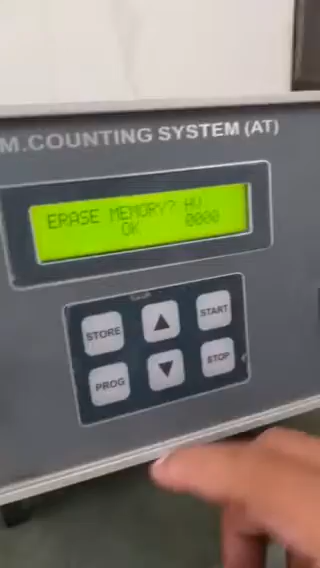 M.COUNTING SYSTEM (AT)
ERASE MEMORY? HV
OK 0000
STORE
START
PROG
STOP